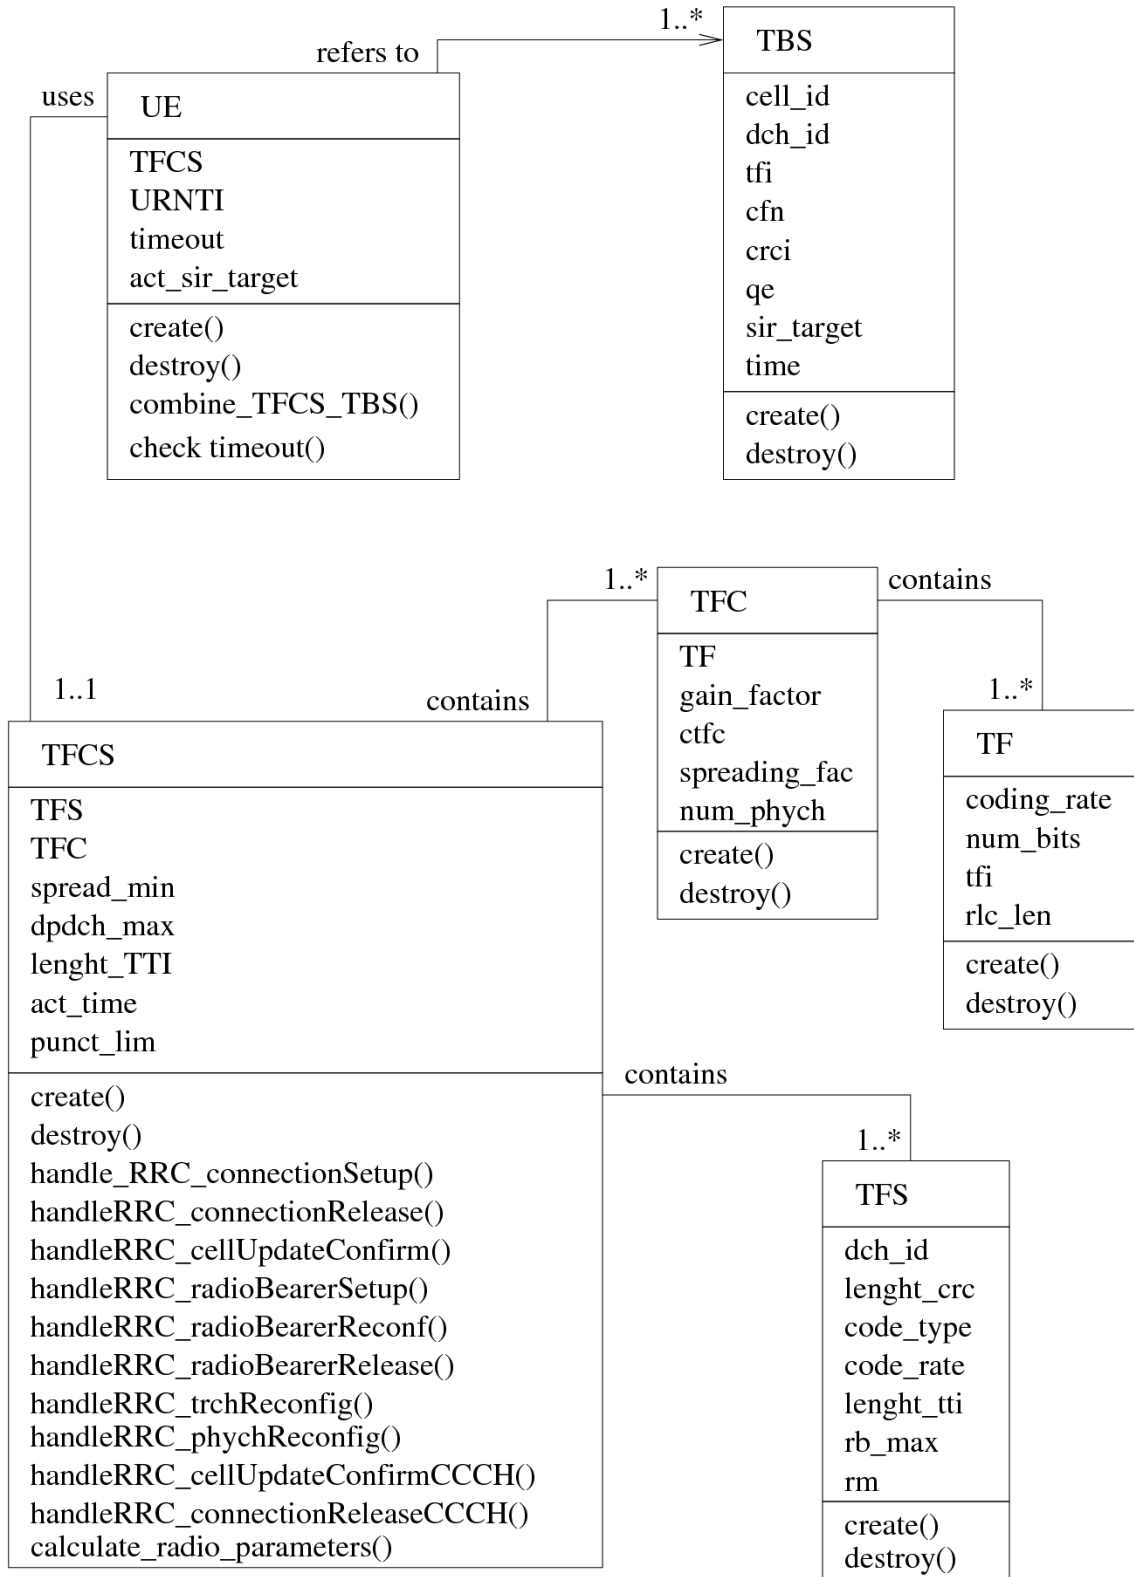 1..*
TBS
refers to
uses
UE
cell_id
dch_id
tfi
cfn
crci
qe
sir_target
time
TFCS
URNTI
timeout
act_sir_target
create()
destroy()
combine_TFCS_TBS()
check timeout()
create()
destroy()
1..*
TFC
contains
TF
gain_factor
ctfc
spreading_fac
num_phych
create()
destroy()
1..*
TF
coding_rate
num_bits
tfi
rlc_len
create()
destroy()
1..1
contains
TFCS
TFS
TFC
spread_min
dpdch_max
lenght_TTI
act_time
punct_lim
contains
create()
destroy()
handle_RRC_connectionSetup()
handleRRC_connectionRelease()
handleRRC_cellUpdateConfirm()
handleRRC_radioBearerSetup()
handleRRC_radioBearerReconf()
handleRRC_radioBearerRelease()
handleRRC_trchReconfig()
handleRRC_phychReconfig()
handleRRC_cellUpdateConfirmCCCH()
handleRRC_connectionReleaseCCCH()
calculate_radio_parameters()
1..*
TFS
dch_id
lenght_crc
code_type
code_rate
lenght_tti
rb_max
rm
create()
destroy()